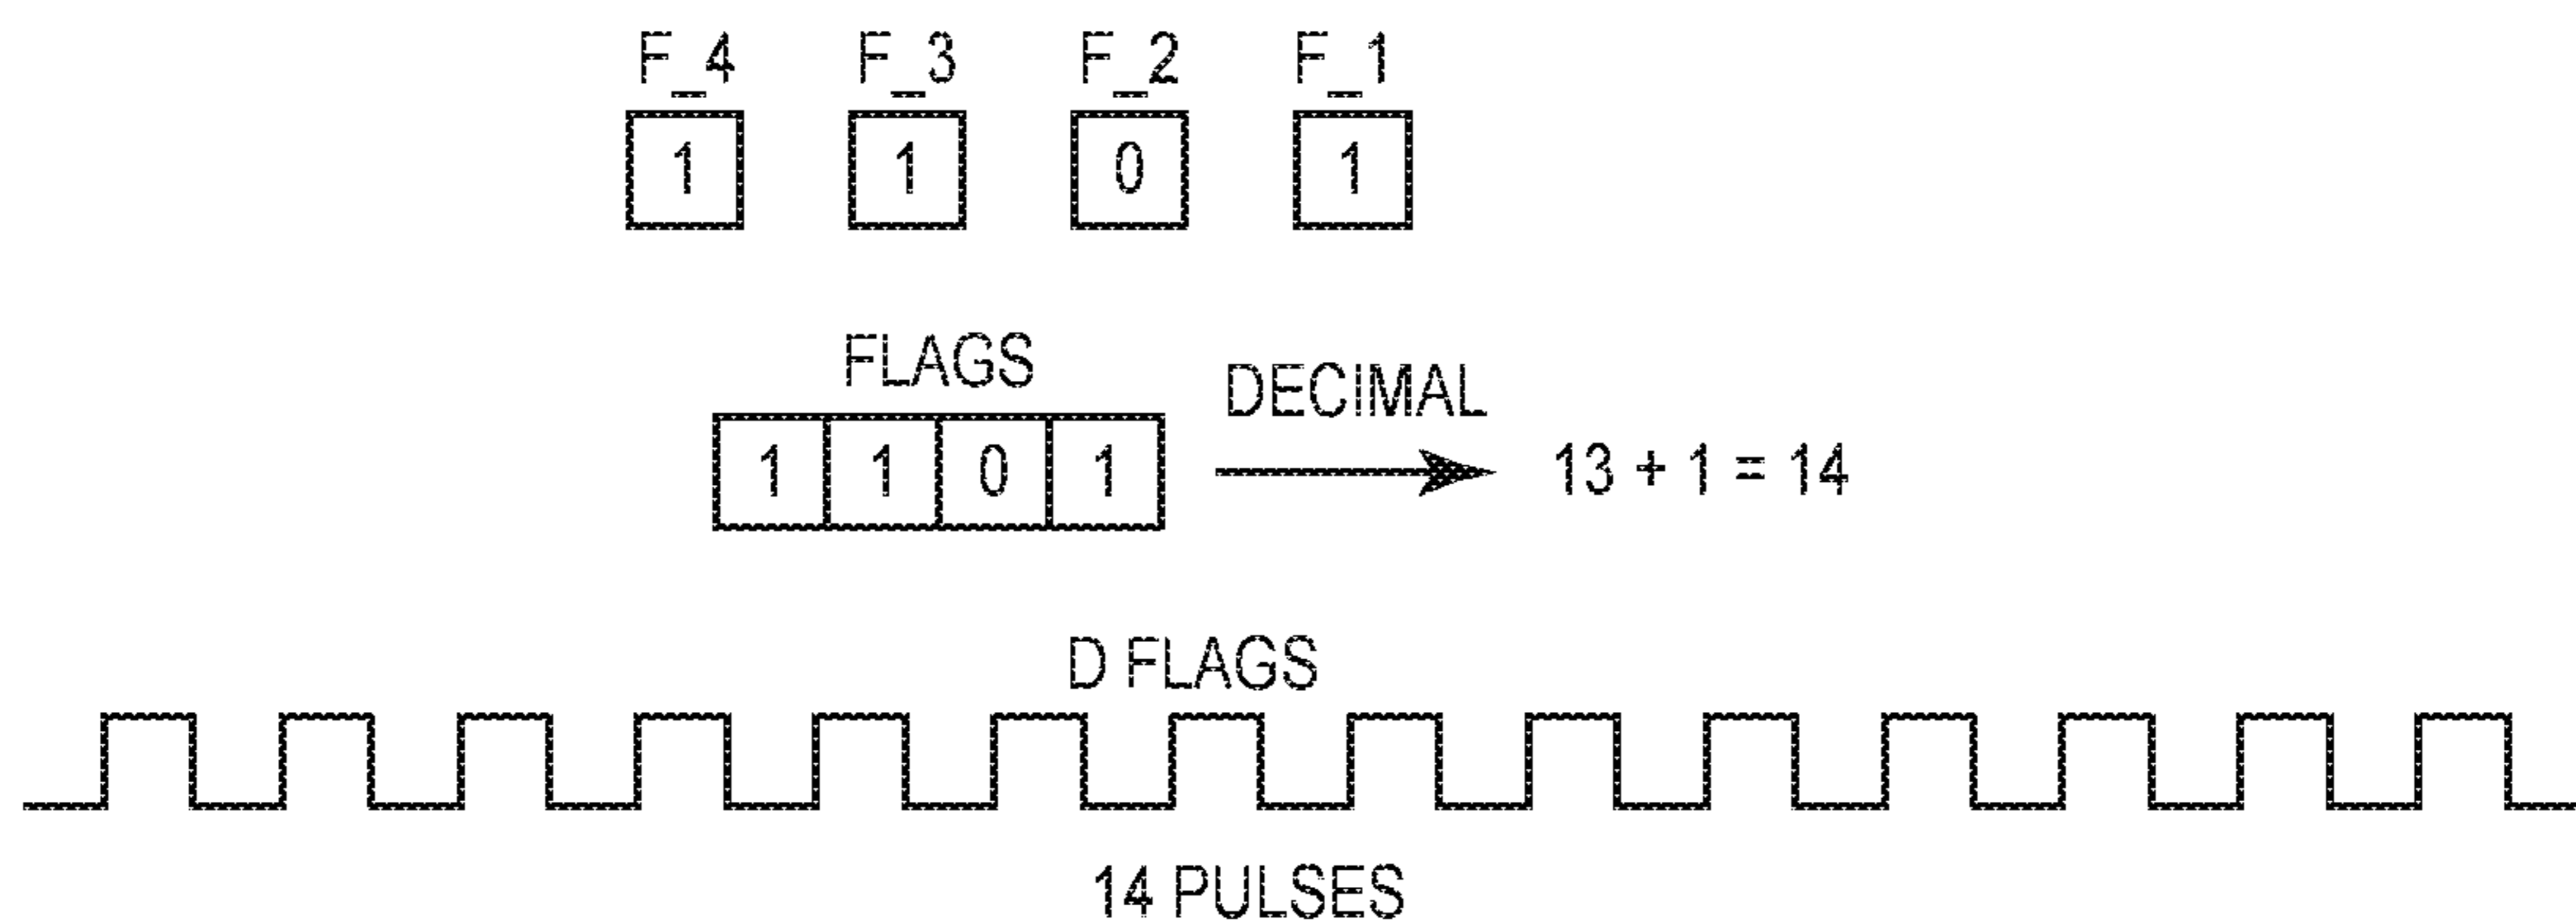 F_4 F_3 F_2 F_1
1 1 0 1
FLAGS
DECIMAL
1 1 0 1 13 + 1 = 14
D FLAGS
14 PULSES